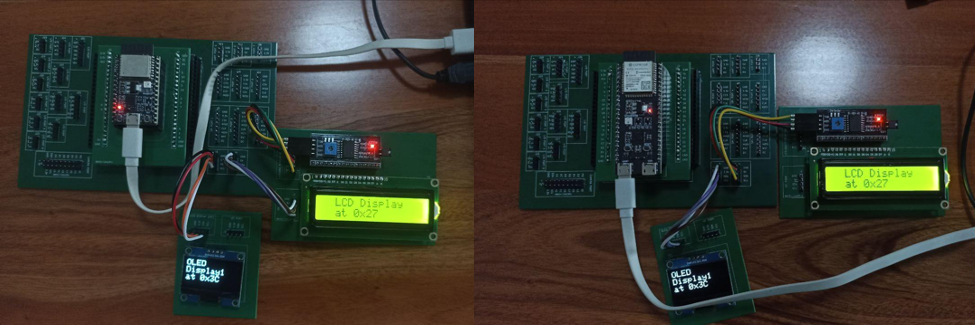 LCD Display
at 0x27
OLED
Display1
at 0x3C
LCD Display
at 0x27
OLED
Display1
at 0x3C